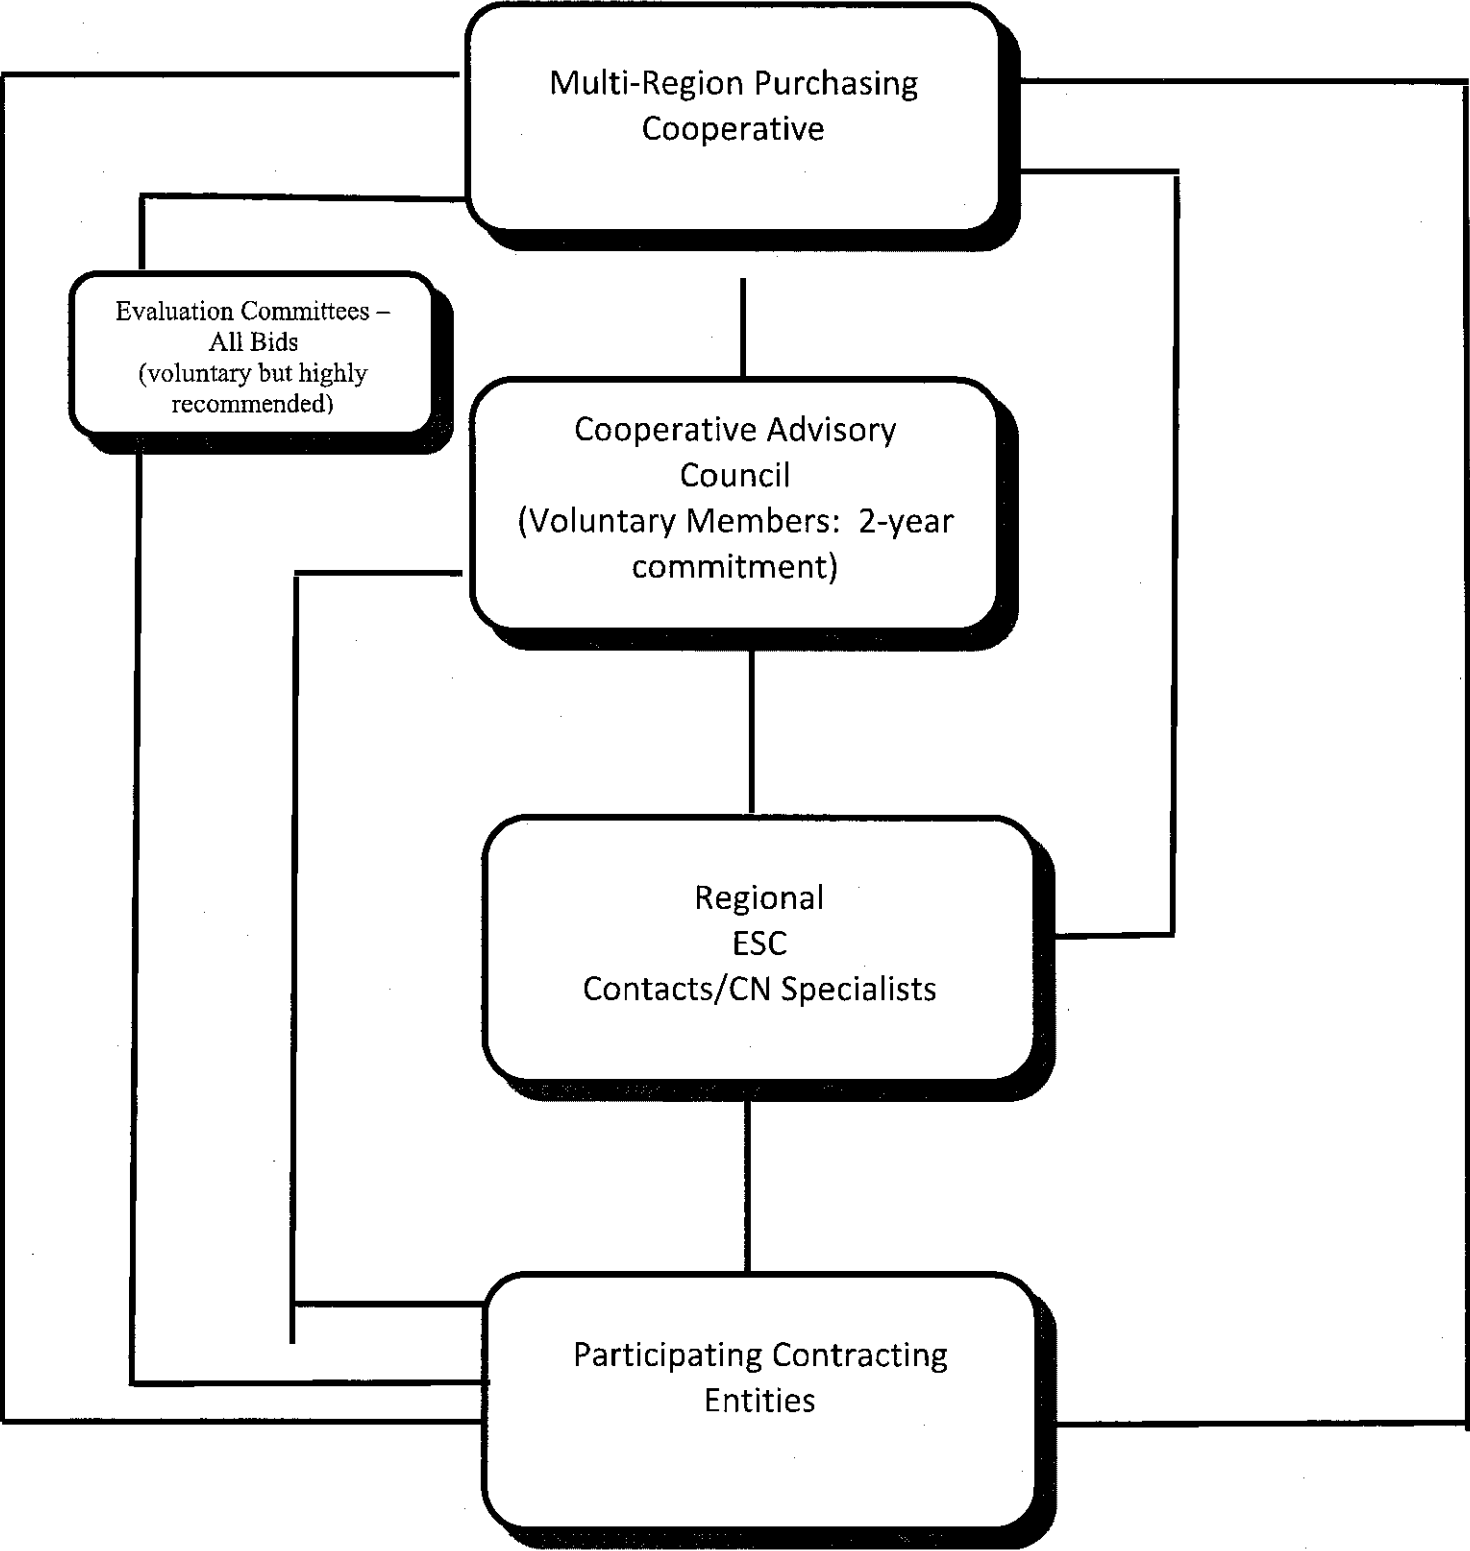 Multi-Region Purchasing
Cooperative
Evaluation Committees –
All Bids
(voluntary but highly
recommended)
Cooperative Advisory
Council
(Voluntary Members:  2-year
commitment)
Regional
ESC
Contacts/CN Specialists
Participating Contracting
Entities